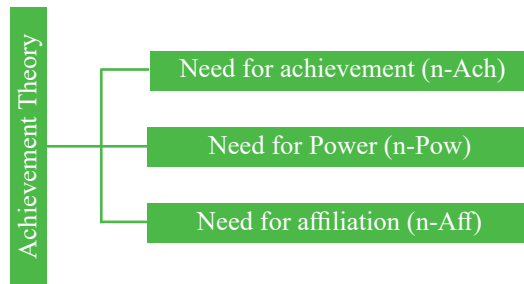 Achievement Theory
Need for achievement (n-Ach)
Need for Power (n-Pow)
Need for affiliation (n-Aff)